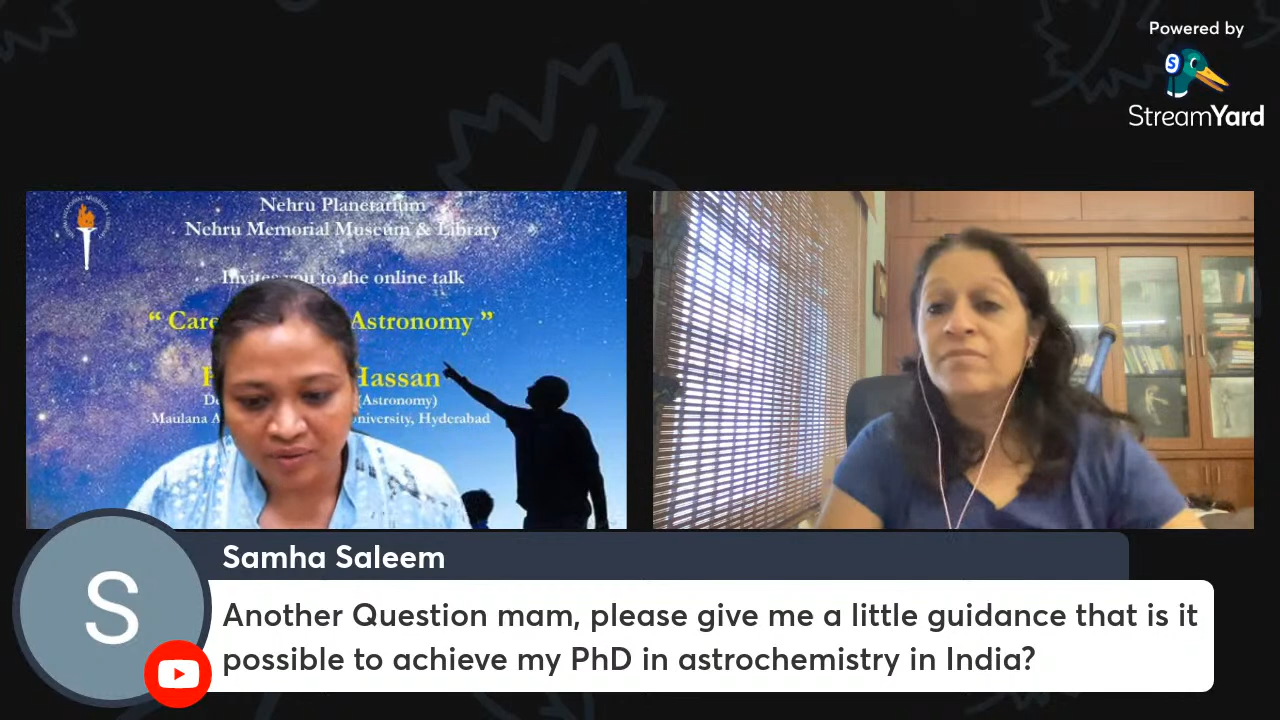 Powered by
S
StreamYard
Nehru Planetarium
Nehru Memorial Museum & Library
Invites you to the online talk
“ Care Astronomy ”
Hassan
(Astronomy)
Maulana A University, Hyderabad
S
Samha Saleem
Another Question mam, please give me a little guidance that is it
possible to achieve my PhD in astrochemistry in India?